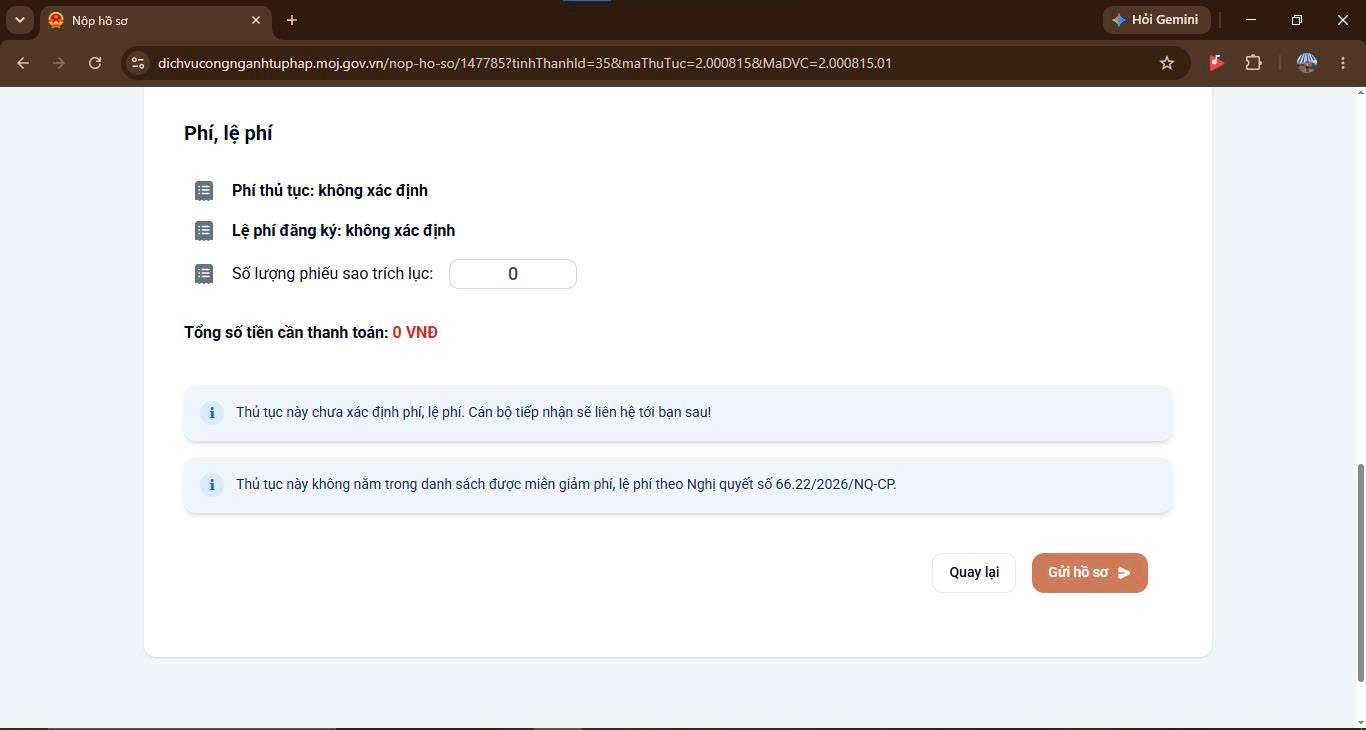 Nộp hồ sơ
Hỏi Gemini
dichvucongnganhtuphap.moj.gov.vn/nop-ho-so/147785?tinhThanhId=35&maThuTuc=2.000815&MaDVC=2.000815.01
Phí, lệ phí
Phí thủ tục: không xác định
Lệ phí đăng ký: không xác định
Số lượng phiếu sao trích lục: 0
Tổng số tiền cần thanh toán: 0 VNĐ
Thủ tục này chưa xác định phí, lệ phí. Cán bộ tiếp nhận sẽ liên hệ tới bạn sau!
Thủ tục này không nằm trong danh sách được miễn giảm phí, lệ phí theo Nghị quyết số 66.22/2026/NQ-CP.
Quay lại
Gửi hồ sơ